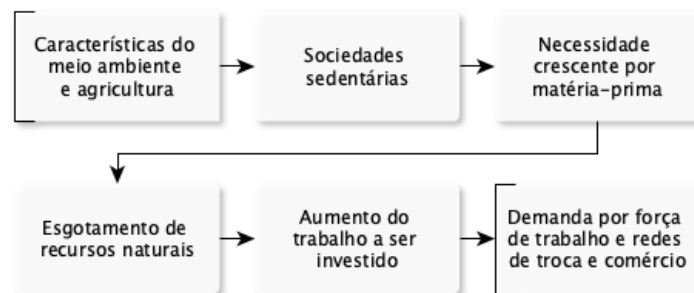 Características do
meio ambiente
e agricultura
Sociedades
sedentárias
Necessidade
crescente por
matéria-prima
Esgotamento de
recursos naturais
Aumento do
trabalho a ser
investido
Demanda por força
de trabalho e redes
de troca e comércio